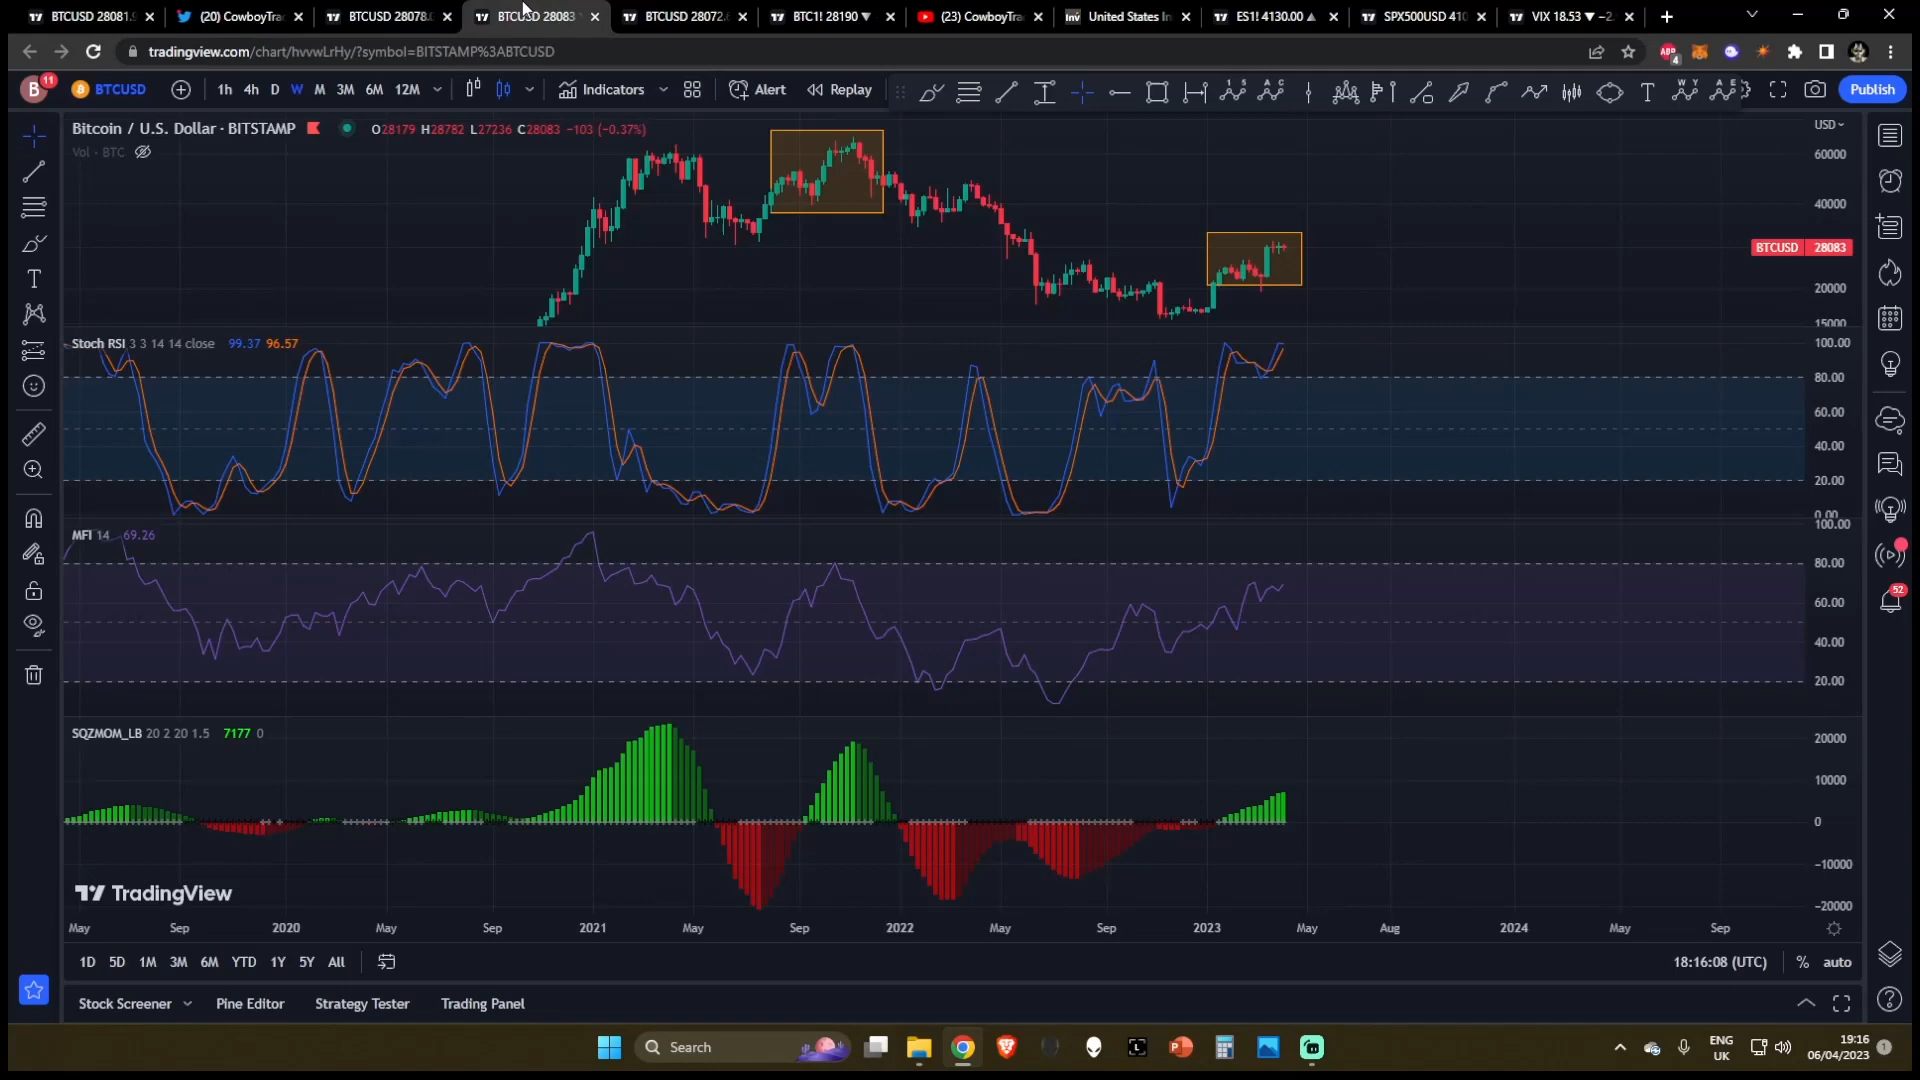 BTCUSD 28081.9
(20) CowboyTra
BTCUSD 28078.
BTCUSD 28083
BTCUSD 28072.
BTC1! 28190 ▼
(23) CowboyTra
United States In
ES1! 4130.00 ▲
SPX500USD 410
VIX 18.53 ▼ −2.
tradingview.com/chart/hvvwLrHy/?symbol=BITSTAMP%3ABTCUSD
ABP 4
B 11
BTCUSD
1h 4h D W M 3M 6M 12M
Indicators
Alert
Replay
Publish
Bitcoin / U.S. Dollar · BITSTAMP
O28179 H28782 L27236 C28083 −103 (−0.37%)
USD
Vol · BTC
60000
40000
BTCUSD 28083
20000
15000
Stoch RSI 3 3 14 14 close 99.37 96.57
100.00
80.00
60.00
40.00
20.00
0.00
100.00
MFI 14 69.26
80.00
60.00
40.00
20.00
SQZMOM_LB 20 2 20 1.5 7177 0
20000
10000
0
−10000
−20000
TradingView
May Sep 2020 May Sep 2021 May Sep 2022 May Sep 2023 May Aug 2024 May Sep
1D 5D 1M 3M 6M YTD 1Y 5Y All
18:16:08 (UTC) % auto
Stock Screener Pine Editor Strategy Tester Trading Panel
52
Search
ENG
UK
19:16
06/04/2023
1